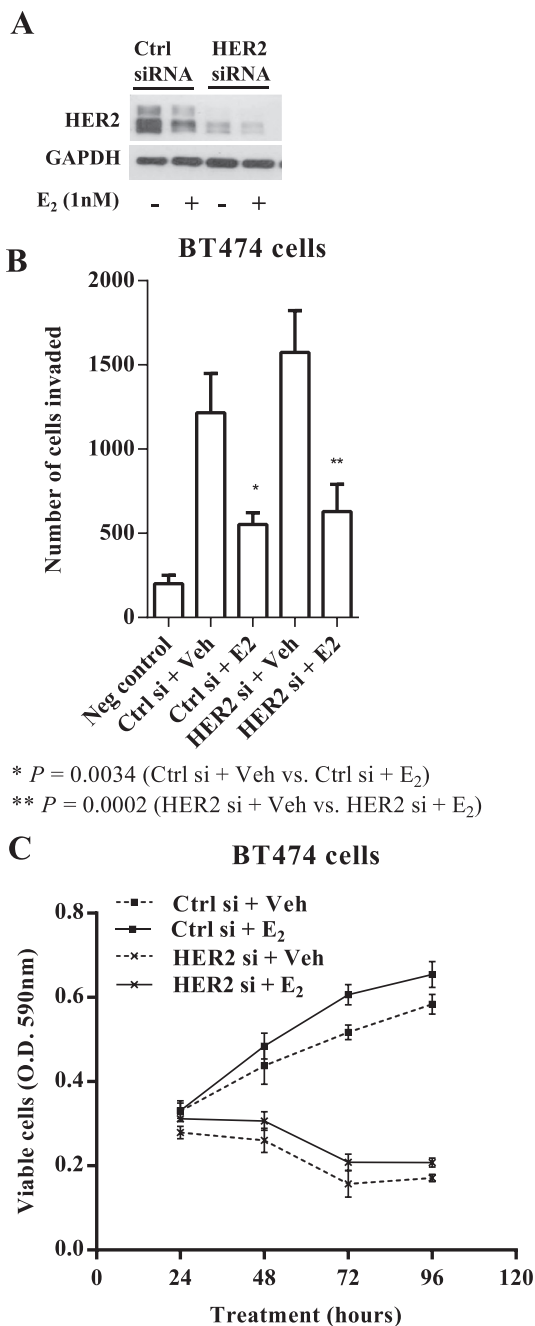 A
Ctrl siRNA
HER2 siRNA
HER2
GAPDH
E₂ (1nM) - + - +
B
BT474 cells
Number of cells invaded
2000
1500
1000
500
0
*
**
Neg control
Ctrl si + Veh
Ctrl si + E2
HER2 si + Veh
HER2 si + E2
* P = 0.0034 (Ctrl si + Veh vs. Ctrl si + E₂)
** P = 0.0002 (HER2 si + Veh vs. HER2 si + E₂)
C
BT474 cells
Ctrl si + Veh
Ctrl si + E₂
HER2 si + Veh
HER2 si + E₂
Viable cells (O.D. 590nm)
0.8
0.6
0.4
0.2
0.0
0 24 48 72 96 120
Treatment (hours)